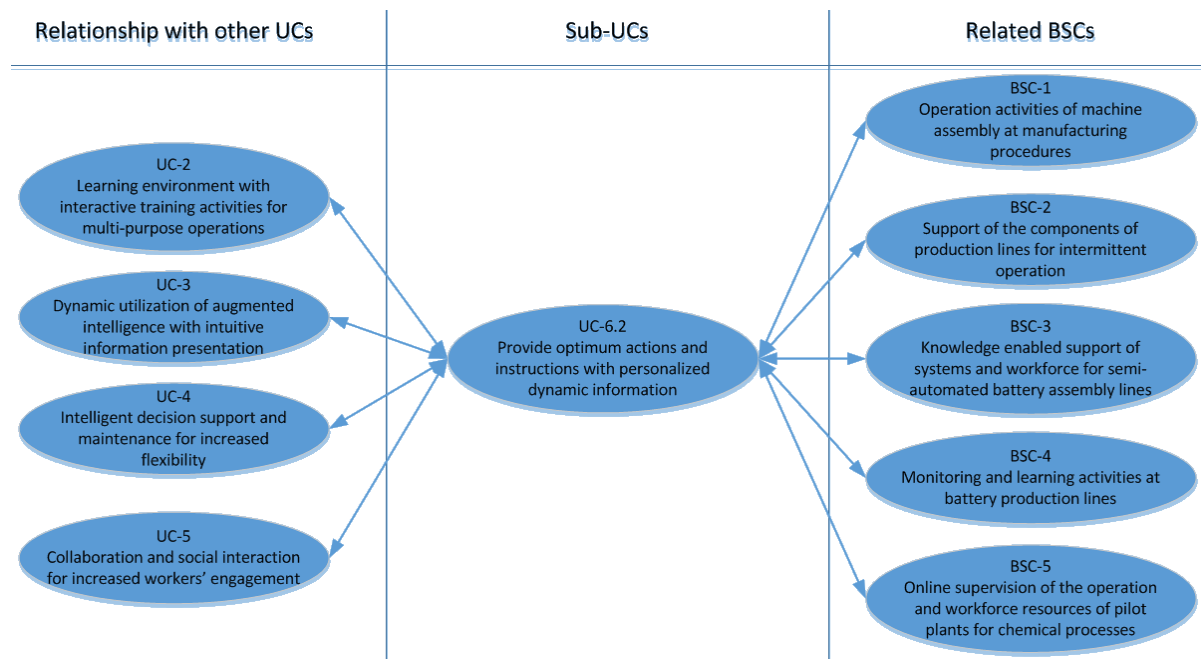 Relationship with other UCs
Sub-UCs
Related BSCs
UC-2
Learning environment with
interactive training activities for
multi-purpose operations
UC-3
Dynamic utilization of augmented
intelligence with intuitive
information presentation
UC-4
Intelligent decision support and
maintenance for increased
flexibility
UC-5
Collaboration and social interaction
for increased workers’ engagement
UC-6.2
Provide optimum actions and
instructions with personalized
dynamic information
BSC-1
Operation activities of machine
assembly at manufacturing
procedures
BSC-2
Support of the components of
production lines for intermittent
operation
BSC-3
Knowledge enabled support of
systems and workforce for semi-
automated battery assembly lines
BSC-4
Monitoring and learning activities at
battery production lines
BSC-5
Online supervision of the operation
and workforce resources of pilot
plants for chemical processes